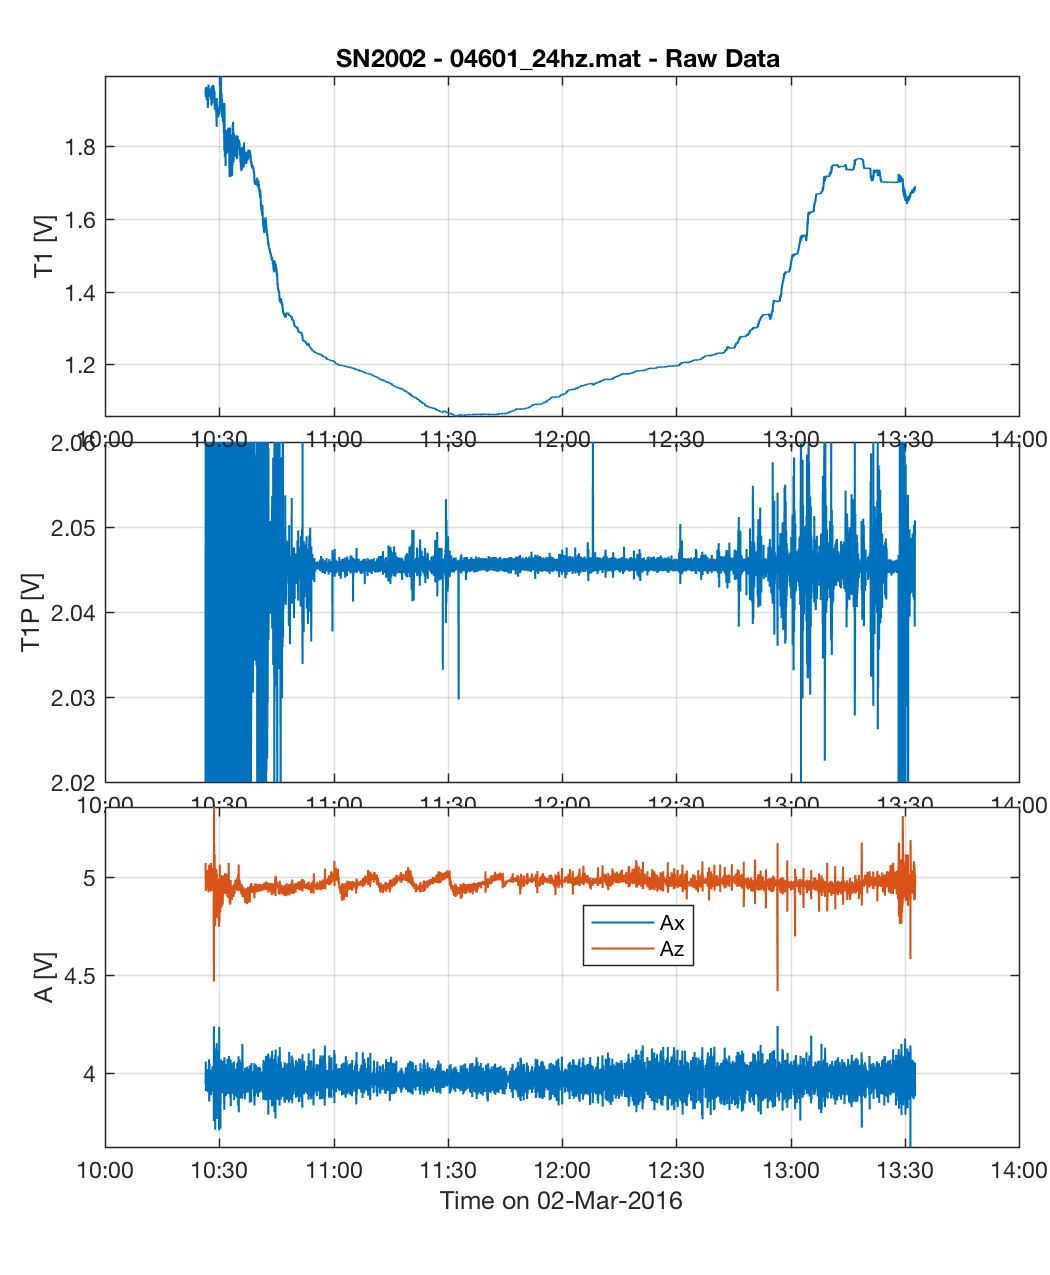 SN2002 - 04601_24hz.mat - Raw Data
1.8
1.6
1.4
1.2
T1 [V]
10:00 10:30 11:00 11:30 12:00 12:30 13:00 13:30 14:00
2.06
2.05
2.04
2.03
2.02
T1P [V]
10:00 10:30 11:00 11:30 12:00 12:30 13:00 13:30 14:00
5
4.5
4
A [V]
Ax
Az
10:00 10:30 11:00 11:30 12:00 12:30 13:00 13:30 14:00
Time on 02-Mar-2016